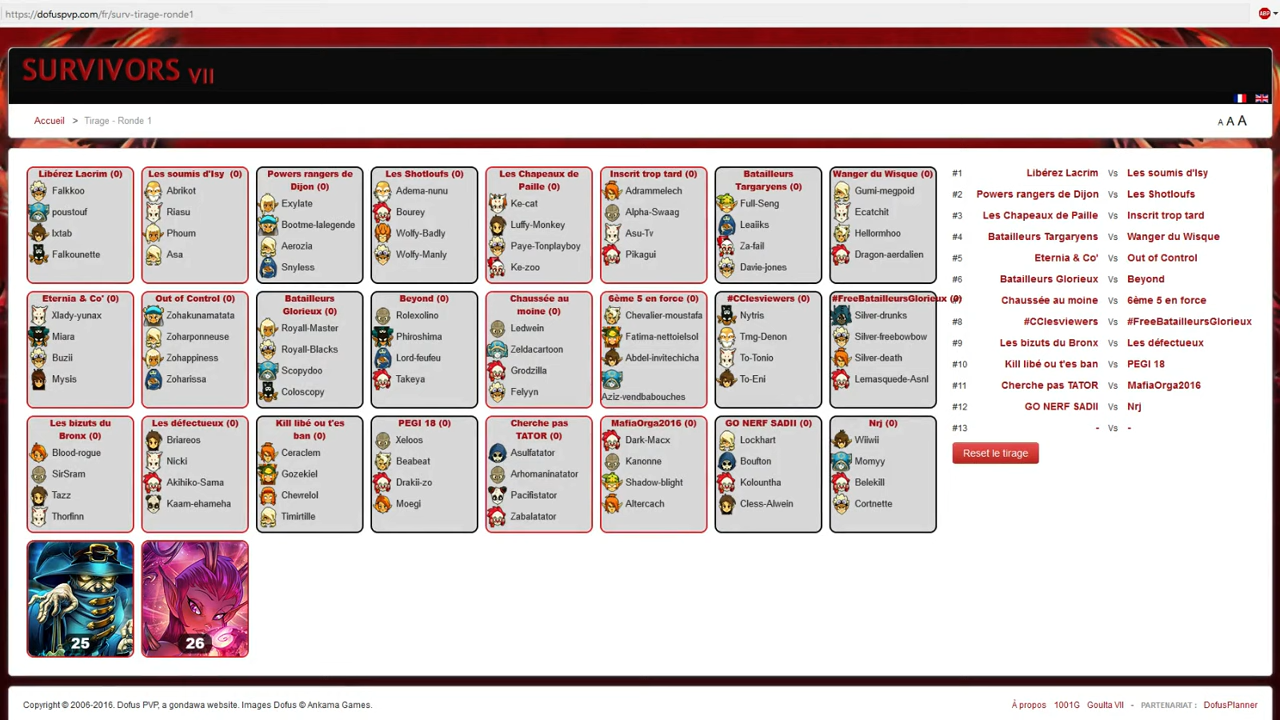 https://dofuspvp.com/fr/surv-tirage-ronde1
ABP
SURVIVORS VII
Accueil > Tirage - Ronde 1
A A A
Libérez Lacrim (0)
Falkkoo
poustouf
Ixtab
Falkounette
Les soumis d'Isy (0)
Abrikot
Riasu
Phoum
Asa
Powers rangers de
Dijon (0)
Exylate
Bootme-lalegende
Aerozia
Snyless
Les Shotloufs (0)
Adema-nunu
Bourey
Wolfy-Badly
Wolfy-Manly
Les Chapeaux de
Paille (0)
Ke-cat
Luffy-Monkey
Paye-Tonplayboy
Ke-zoo
Inscrit trop tard (0)
Adrammelech
Alpha-Swaag
Asu-Tv
Pikagui
Batailleurs
Targaryens (0)
Full-Seng
Leaiiks
Za-fail
Davie-jones
Wanger du Wisque (0)
Gumi-megpoid
Ecatchit
Hellormhoo
Dragon-aerdalien
Eternia & Co' (0)
Xlady-yunax
Miara
Buzii
Mysis
Out of Control (0)
Zohakunamatata
Zoharponneuse
Zohappiness
Zoharissa
Batailleurs
Glorieux (0)
Royall-Master
Royall-Blacks
Scopydoo
Coloscopy
Beyond (0)
Rolexolino
Phiroshima
Lord-feufeu
Takeya
Chaussée au
moine (0)
Ledwein
Zeldacartoon
Grodzilla
Felyyn
6ème 5 en force (0)
Chevalier-moustafa
Fatima-nettoielsol
Abdel-invitechicha
Aziz-vendbabouches
#CClesviewers (0)
Nytris
Trng-Denon
To-Tonio
To-Eni
#FreeBatailleursGlorieux (0)
Silver-drunks
Silver-freebowbow
Silver-death
Lemasquede-Asnl
Les bizuts du
Bronx (0)
Blood-rogue
SirSram
Tazz
Thorfinn
Les défectueux (0)
Briareos
Nicki
Akihiko-Sama
Kaam-ehameha
Kill libé ou t'es
ban (0)
Ceraclem
Gozekiel
Chevrelol
Timirtille
PEGI 18 (0)
Xeloos
Beabeat
Drakii-zo
Moegi
Cherche pas
TATOR (0)
Asulfatator
Arhomaninatator
Pacifistator
Zabalatator
MafiaOrga2016 (0)
Dark-Macx
Kanonne
Shadow-blight
Altercach
GO NERF SADII (0)
Lockhart
Boufton
Kolountha
Cless-Alwein
Nrj (0)
Wiiwii
Momyy
Belekill
Cortnette
25
26
#1 Libérez Lacrim Vs Les soumis d'Isy
#2 Powers rangers de Dijon Vs Les Shotloufs
#3 Les Chapeaux de Paille Vs Inscrit trop tard
#4 Batailleurs Targaryens Vs Wanger du Wisque
#5 Eternia & Co' Vs Out of Control
#6 Batailleurs Glorieux Vs Beyond
Chaussée au moine Vs 6ème 5 en force
#8 #CClesviewers Vs #FreeBatailleursGlorieux
#9 Les bizuts du Bronx Vs Les défectueux
#10 Kill libé ou t'es ban Vs PEGI 18
#11 Cherche pas TATOR Vs MafiaOrga2016
#12 GO NERF SADII Vs Nrj
#13 - Vs -
Reset le tirage
Copyright © 2006-2016. Dofus PVP, a gondawa website. Images Dofus © Ankama Games.
À propos 1001G Goulta VII - PARTENARIAT : DofusPlanner